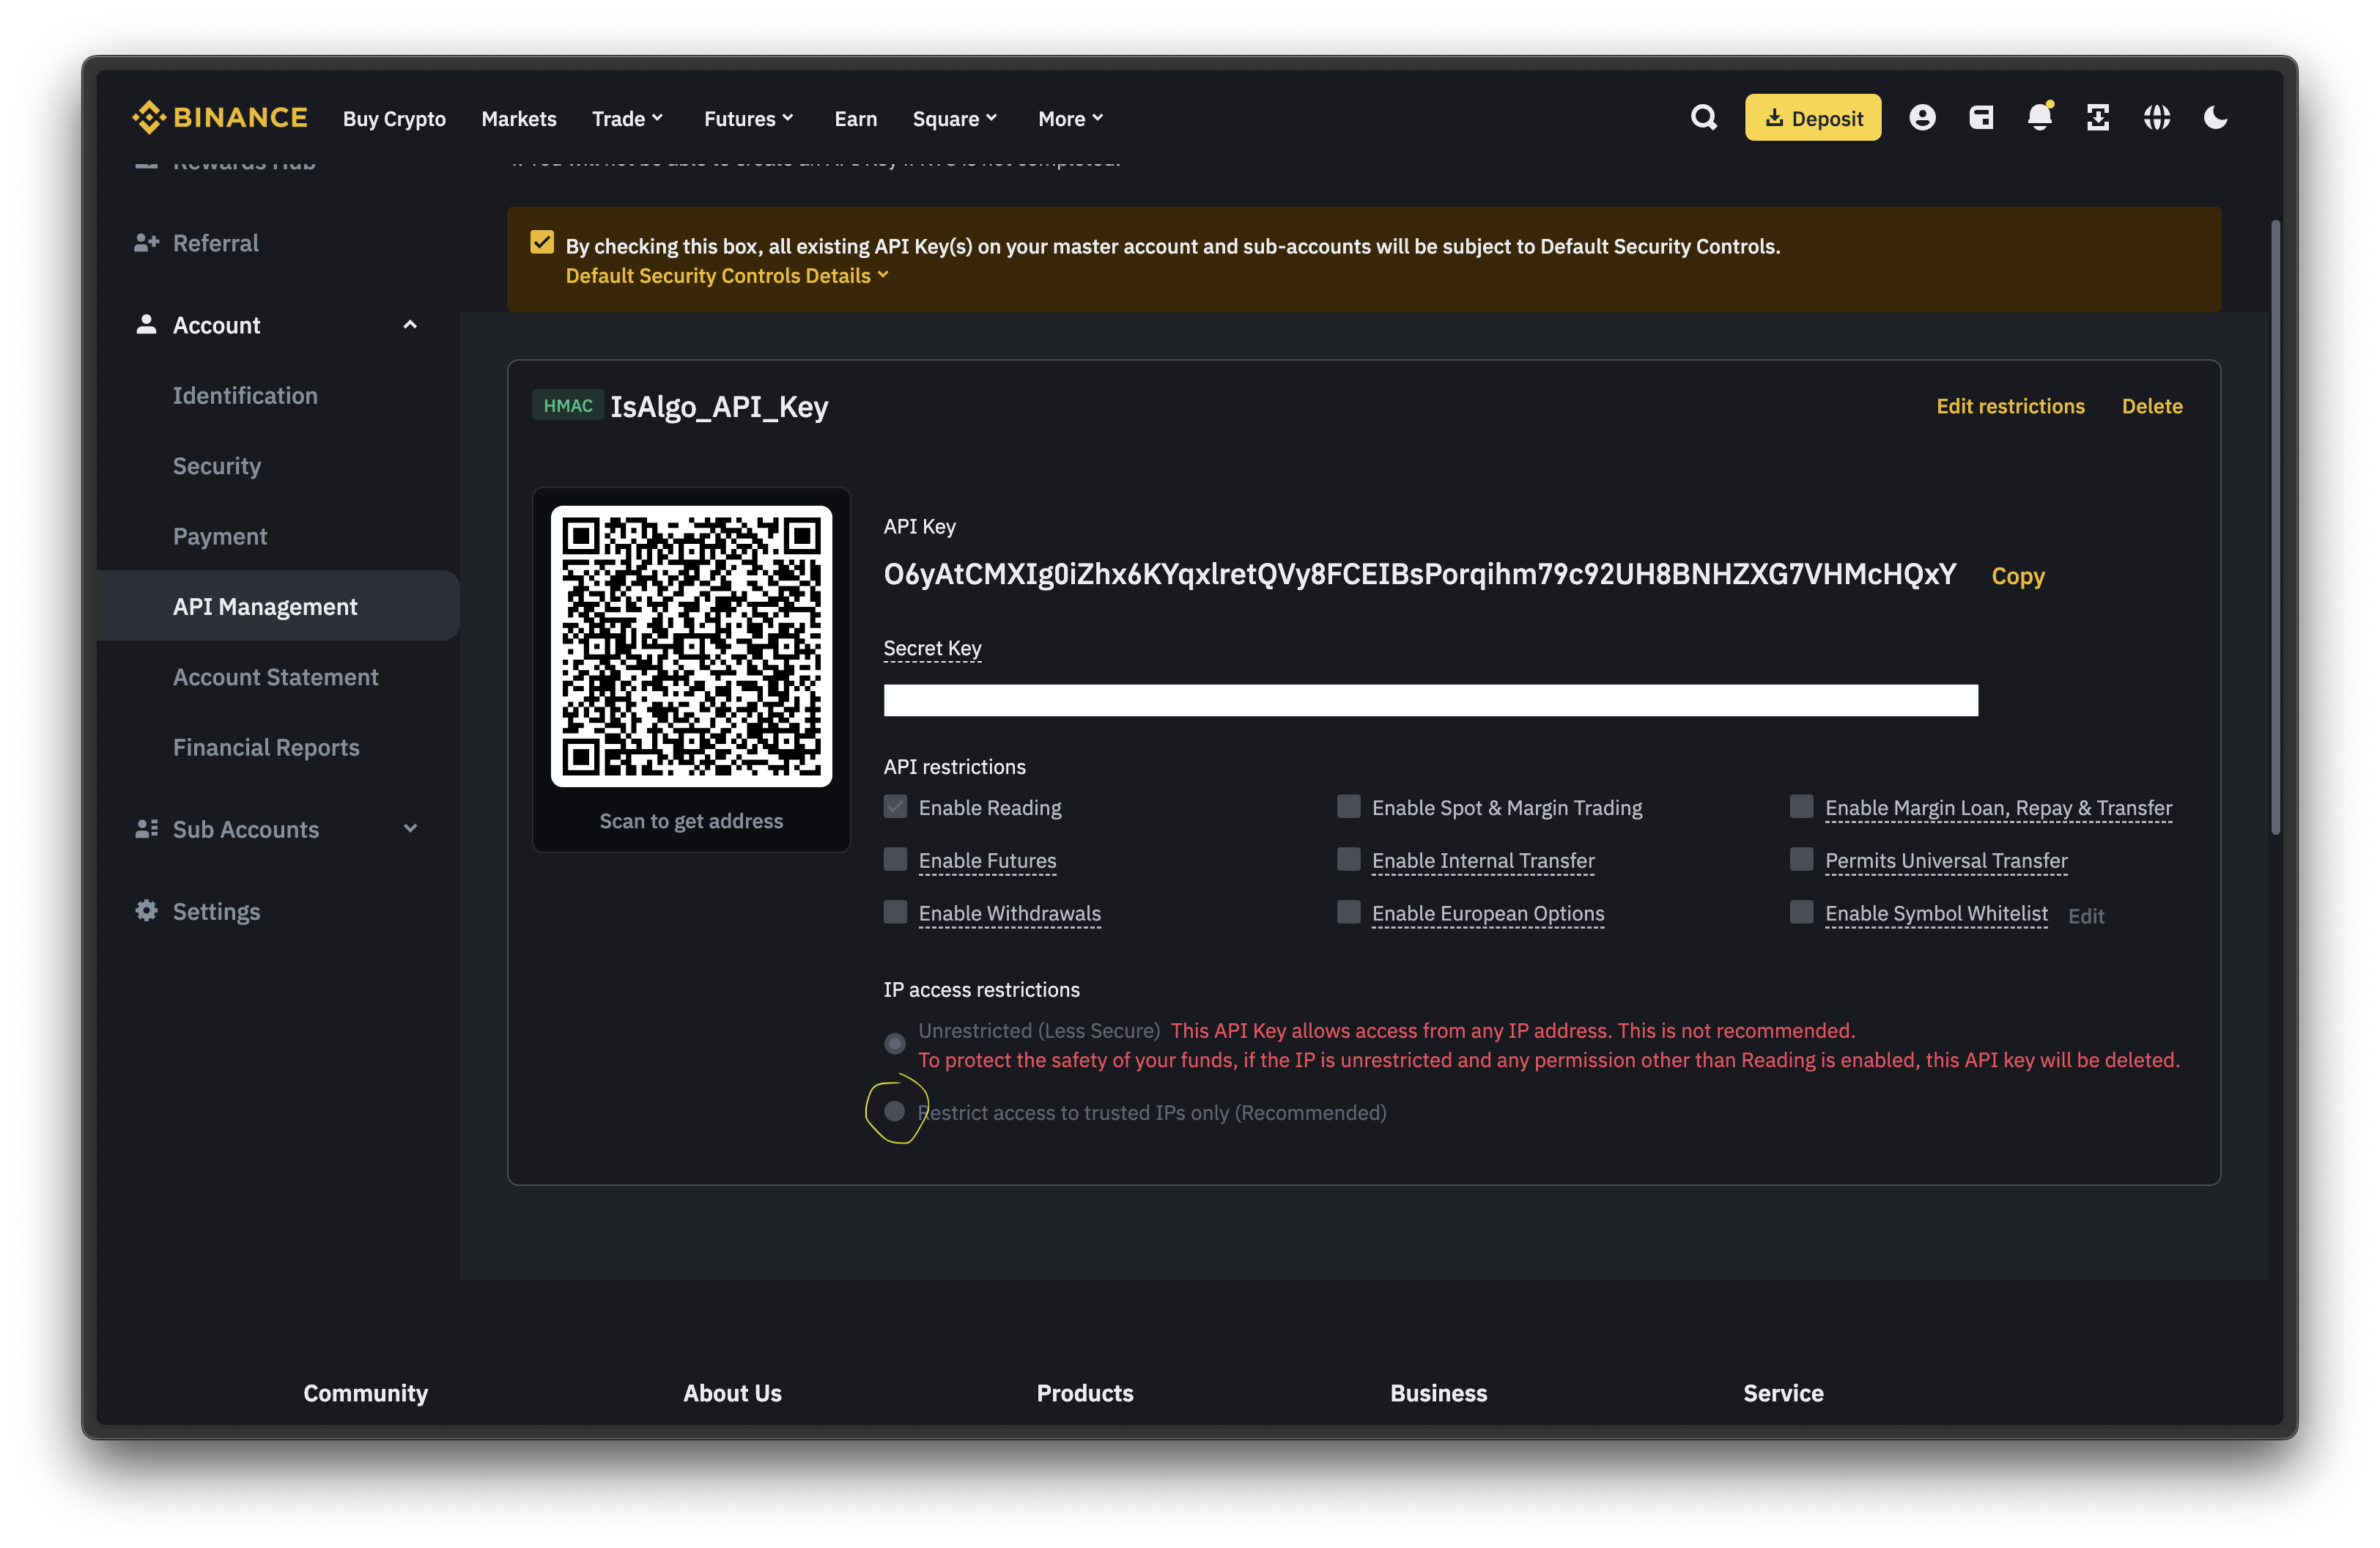 BINANCE Buy Crypto Markets Trade Futures Earn Square More Deposit
Rewards Hub
By checking this box, all existing API Key(s) on your master account and sub-accounts will be subject to Default Security Controls.
Default Security Controls Details
Referral
Account
Identification
Security
Payment
API Management
Account Statement
Financial Reports
Sub Accounts
Settings
HMAC IsAlgo_API_Key
Edit restrictions Delete
Scan to get address
API Key
O6yAtCMXIg0iZhx6KYqxlretQVy8FCEIBsPorqihm79c92UH8BNHZXG7VHMcHQxY Copy
Secret Key
API restrictions
Enable Reading Enable Spot & Margin Trading Enable Margin Loan, Repay & Transfer
Enable Futures Enable Internal Transfer Permits Universal Transfer
Enable Withdrawals Enable European Options Enable Symbol Whitelist Edit
IP access restrictions
Unrestricted (Less Secure) This API Key allows access from any IP address. This is not recommended.
To protect the safety of your funds, if the IP is unrestricted and any permission other than Reading is enabled, this API key will be deleted.
Restrict access to trusted IPs only (Recommended)
Community About Us Products Business Service